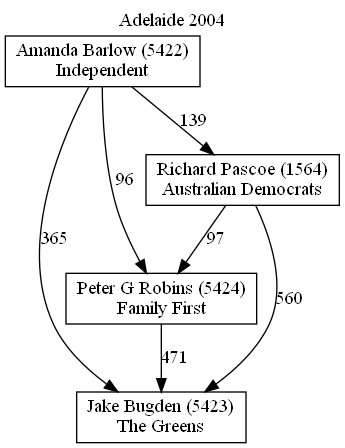 Adelaide 2004
Amanda Barlow (5422)
Independent
139
Richard Pascoe (1564)
Australian Democrats
96
365
97
Peter G Robins (5424)
Family First
560
471
Jake Bugden (5423)
The Greens